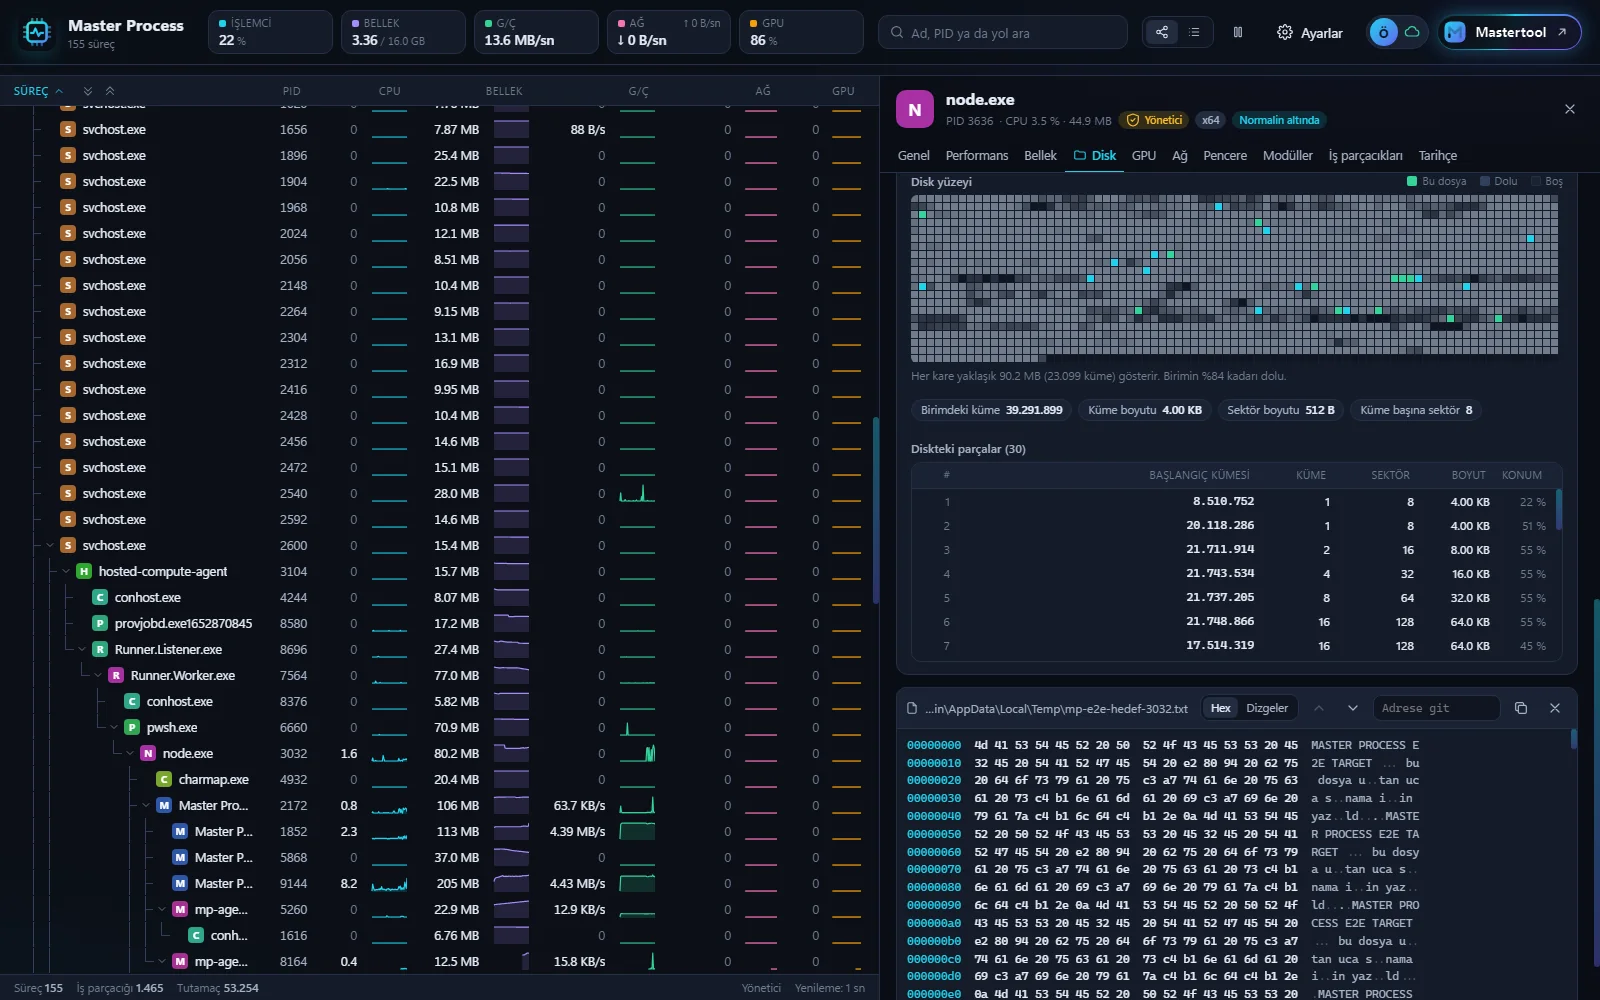 Master Process
155 süreç
İŞLEMCİ
22 %
BELLEK
3.36 / 16.0 GB
G/Ç
13.6 MB/sn
AĞ ↑ 0 B/sn
↓ 0 B/sn
GPU
86 %
Ad, PID ya da yol ara
Ayarlar
Ö
Mastertool ↗
SÜREÇ PID CPU BELLEK G/Ç AĞ GPU
S svchost.exe 1656 0 7.87 MB 88 B/s 0 0
S svchost.exe 1896 0 25.4 MB 0 0 0
S svchost.exe 1904 0 22.5 MB 0 0 0
S svchost.exe 1968 0 10.8 MB 0 0 0
S svchost.exe 2024 0 12.1 MB 0 0 0
S svchost.exe 2056 0 8.51 MB 0 0 0
S svchost.exe 2148 0 10.4 MB 0 0 0
S svchost.exe 2264 0 9.15 MB 0 0 0
S svchost.exe 2304 0 13.1 MB 0 0 0
S svchost.exe 2312 0 16.9 MB 0 0 0
S svchost.exe 2416 0 9.95 MB 0 0 0
S svchost.exe 2428 0 10.4 MB 0 0 0
S svchost.exe 2456 0 14.6 MB 0 0 0
S svchost.exe 2472 0 15.1 MB 0 0 0
S svchost.exe 2540 0 28.0 MB 0 0 0
S svchost.exe 2592 0 14.6 MB 0 0 0
S svchost.exe 2600 0 15.4 MB 0 0 0
H hosted-compute-agent 3104 0 15.7 MB 0 0 0
C conhost.exe 4244 0 8.07 MB 0 0 0
P provjobd.exe1652870845 8580 0 17.2 MB 0 0 0
R Runner.Listener.exe 8696 0 27.4 MB 0 0 0
R Runner.Worker.exe 7564 0 77.0 MB 0 0 0
C conhost.exe 8376 0 5.82 MB 0 0 0
P pwsh.exe 6660 0 70.9 MB 0 0 0
N node.exe 3032 1.6 80.2 MB 0 0 0
C charmap.exe 4932 0 20.4 MB 0 0 0
M Master Pro... 2172 0.8 106 MB 63.7 KB/s 0 0
M Master P... 1852 2.3 113 MB 4.39 MB/s 0 0
M Master P... 5868 0 37.0 MB 0 0 0
M Master P... 9144 8.2 205 MB 4.43 MB/s 0 0
M mp-age... 5260 0 22.9 MB 12.9 KB/s 0 0
C conh... 1616 0 6.76 MB 0 0 0
M mp-age... 8164 0.4 12.5 MB 15.8 KB/s 0 0
Süreç 155 İş parçacığı 1.465 Tutamaç 53.254 Yönetici Yenileme: 1 sn
N
node.exe
PID 3636 · CPU 3.5 % · 44.9 MB Yönetici x64 Normalin altında
Genel Performans Bellek Disk GPU Ağ Pencere Modüller İş parçacıkları Tarihçe
Disk yüzeyi Bu dosya Dolu Boş
Her kare yaklaşık 90.2 MB (23.099 küme) gösterir. Birimin %84 kadarı dolu.
Birimdeki küme 39.291.899 Küme boyutu 4.00 KB Sektör boyutu 512 B Küme başına sektör 8
Diskteki parçalar (30)
# BAŞLANGIÇ KÜMESİ KÜME SEKTÖR BOYUT KONUM
1 8.510.752 1 8 4.00 KB 22 %
2 20.118.286 1 8 4.00 KB 51 %
3 21.711.914 2 16 8.00 KB 55 %
4 21.743.534 4 32 16.0 KB 55 %
5 21.737.205 8 64 32.0 KB 55 %
6 21.748.866 16 128 64.0 KB 55 %
7 17.514.319 16 128 64.0 KB 45 %
...in\AppData\Local\Temp\mp-e2e-hedef-3032.txt Hex Dizgeler Adrese git
00000000 4d 41 53 54 45 52 20 50 52 4f 43 45 53 53 20 45 MASTER PROCESS E
00000010 32 45 20 54 41 52 47 45 54 20 e2 80 94 20 62 75 2E TARGET ... bu
00000020 20 64 6f 73 79 61 20 75 c3 a7 74 61 6e 20 75 63 dosya u..tan uc
00000030 61 20 73 c4 b1 6e 61 6d 61 20 69 c3 a7 69 6e 20 a s..nama i..in
00000040 79 61 7a c4 b1 6c 64 c4 b1 2e 0a 4d 41 53 54 45 yaz..ld....MASTE
00000050 52 20 50 52 4f 43 45 53 53 20 45 32 45 20 54 41 R PROCESS E2E TA
00000060 52 47 45 54 20 e2 80 94 20 62 75 20 64 6f 73 79 RGET ... bu dosy
00000070 61 20 75 c3 a7 74 61 6e 20 75 63 61 20 73 c4 b1 a u..tan uca s..
00000080 6e 61 6d 61 20 69 c3 a7 69 6e 20 79 61 7a c4 b1 nama i..in yaz..
00000090 6c 64 c4 b1 2e 0a 4d 41 53 54 45 52 20 50 52 4f ld....MASTER PRO
000000a0 43 45 53 53 20 45 32 45 20 54 41 52 47 45 54 20 CESS E2E TARGET
000000b0 e2 80 94 20 62 75 20 64 6f 73 79 61 20 75 c3 a7 ... bu dosya u..
000000c0 74 61 6e 20 75 63 61 20 73 c4 b1 6e 61 6d 61 20 tan uca s..nama
000000d0 69 c3 a7 69 6e 20 79 61 7a c4 b1 6c 64 c4 b1 2e i..in yaz..ld...
000000e0 0a 4d 41 53 54 45 52 20 50 52 4f 43 45 53 53 20 .MASTER PROCESS